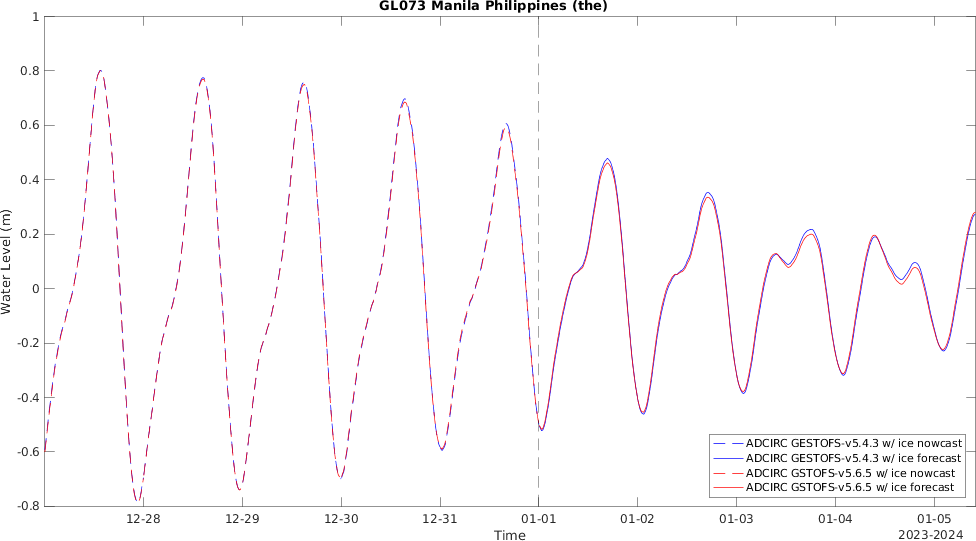 GL073 Manila Philippines (the)
1
0.8
0.6
0.4
0.2
0
-0.2
-0.4
-0.6
-0.8
Water Level (m)
12-28
12-29
12-30
12-31
01-01
01-02
01-03
01-04
01-05
Time
2023-2024
ADCIRC GESTOFS-v5.4.3 w/ ice nowcast
ADCIRC GESTOFS-v5.4.3 w/ ice forecast
ADCIRC GSTOFS-v5.6.5 w/ ice nowcast
ADCIRC GSTOFS-v5.6.5 w/ ice forecast